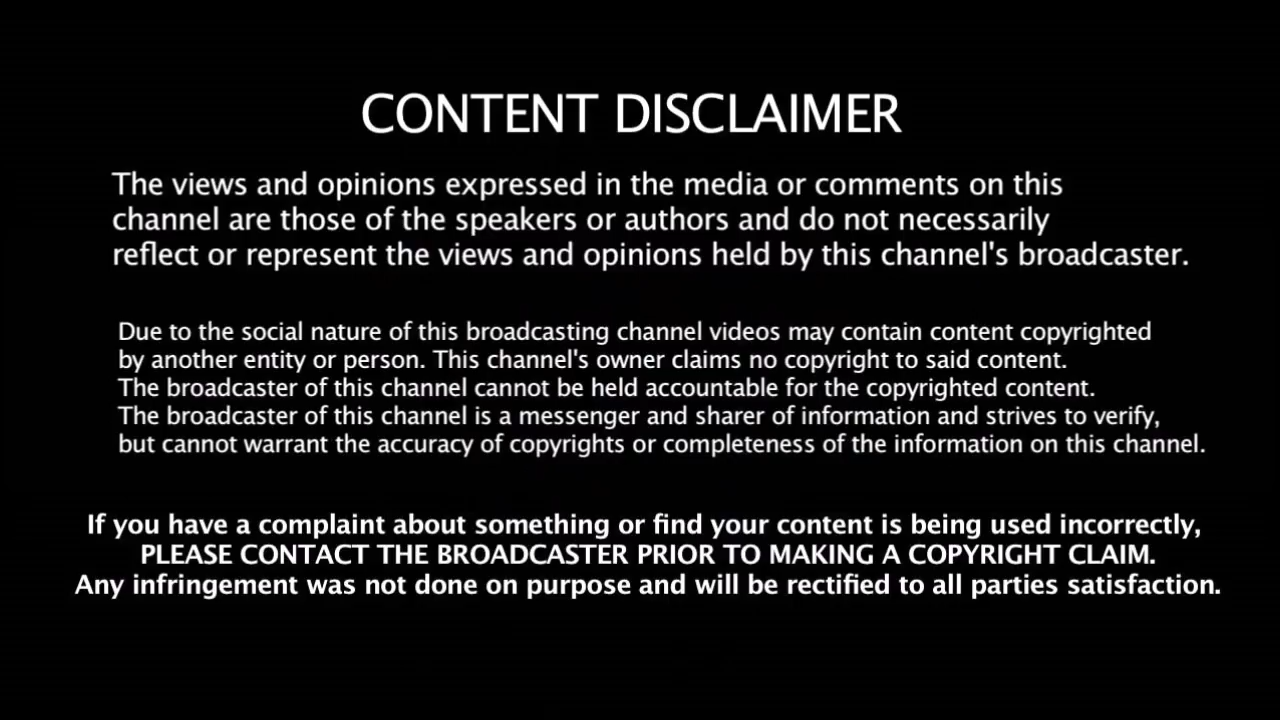 CONTENT DISCLAIMER
The views and opinions expressed in the media or comments on this
channel are those of the speakers or authors and do not necessarily
reflect or represent the views and opinions held by this channel's broadcaster.
Due to the social nature of this broadcasting channel videos may contain content copyrighted
by another entity or person. This channel's owner claims no copyright to said content.
The broadcaster of this channel cannot be held accountable for the copyrighted content.
The broadcaster of this channel is a messenger and sharer of information and strives to verify,
but cannot warrant the accuracy of copyrights or completeness of the information on this channel.
If you have a complaint about something or find your content is being used incorrectly,
PLEASE CONTACT THE BROADCASTER PRIOR TO MAKING A COPYRIGHT CLAIM.
Any infringement was not done on purpose and will be rectified to all parties satisfaction.